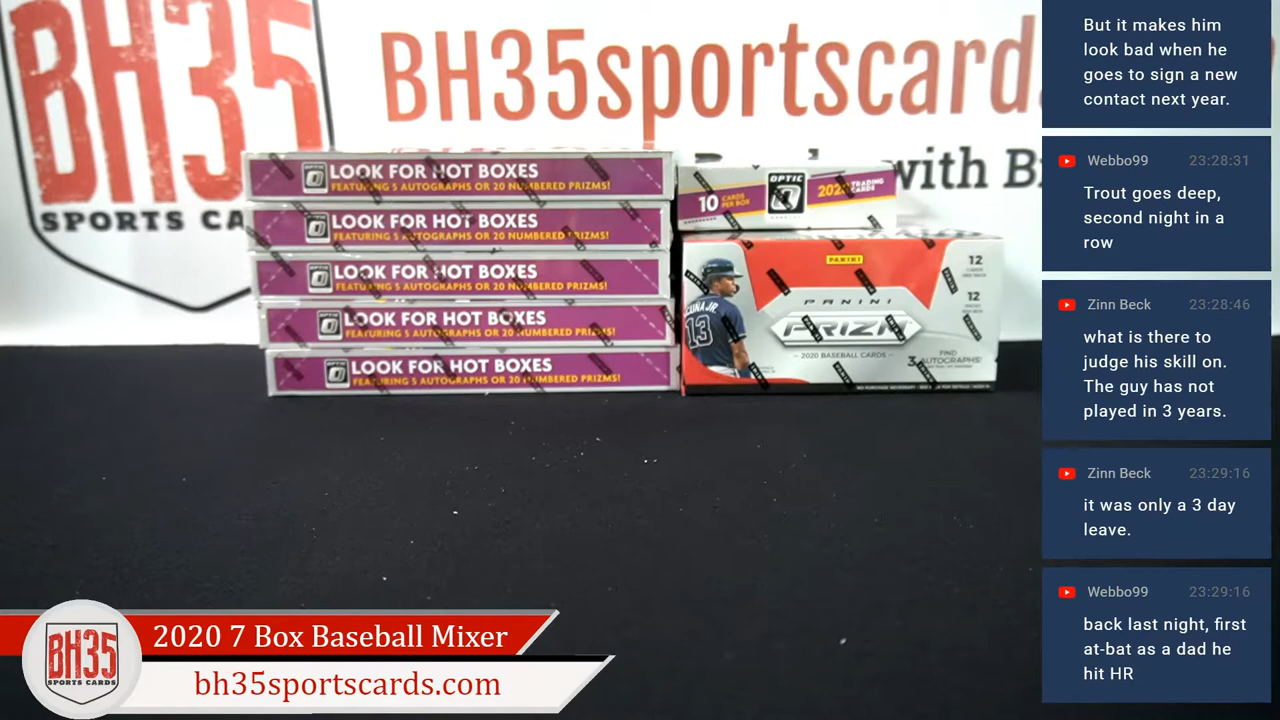 BH35
SPORTS CA
BH35sportscard
with B
LOOK FOR HOT BOXES
FEATURING 5 AUTOGRAPHS OR 20 NUMBERED PRIZMS!
LOOK FOR HOT BOXES
FEATURING 5 AUTOGRAPHS OR 20 NUMBERED PRIZMS!
LOOK FOR HOT BOXES
FEATURING 5 AUTOGRAPHS OR 20 NUMBERED PRIZMS!
LOOK FOR HOT BOXES
FEATURING 5 AUTOGRAPHS OR 20 NUMBERED PRIZMS!
LOOK FOR HOT BOXES
FEATURING 5 AUTOGRAPHS OR 20 NUMBERED PRIZMS!
10 CARDS PER BOX
OPTIC
2020 TRADING CARDS
PANINI
12
12
PANINI
PRIZM
2020 BASEBALL CARDS
FIND
3 AUTOGRAPHS!
13
2020 7 Box Baseball Mixer
bh35sportscards.com
BH35
SPORTS CARDS
But it makes him
look bad when he
goes to sign a new
contact next year.
Webbo99 23:28:31
Trout goes deep,
second night in a
row
Zinn Beck 23:28:46
what is there to
judge his skill on.
The guy has not
played in 3 years.
Zinn Beck 23:29:16
it was only a 3 day
leave.
Webbo99 23:29:16
back last night, first
at-bat as a dad he
hit HR